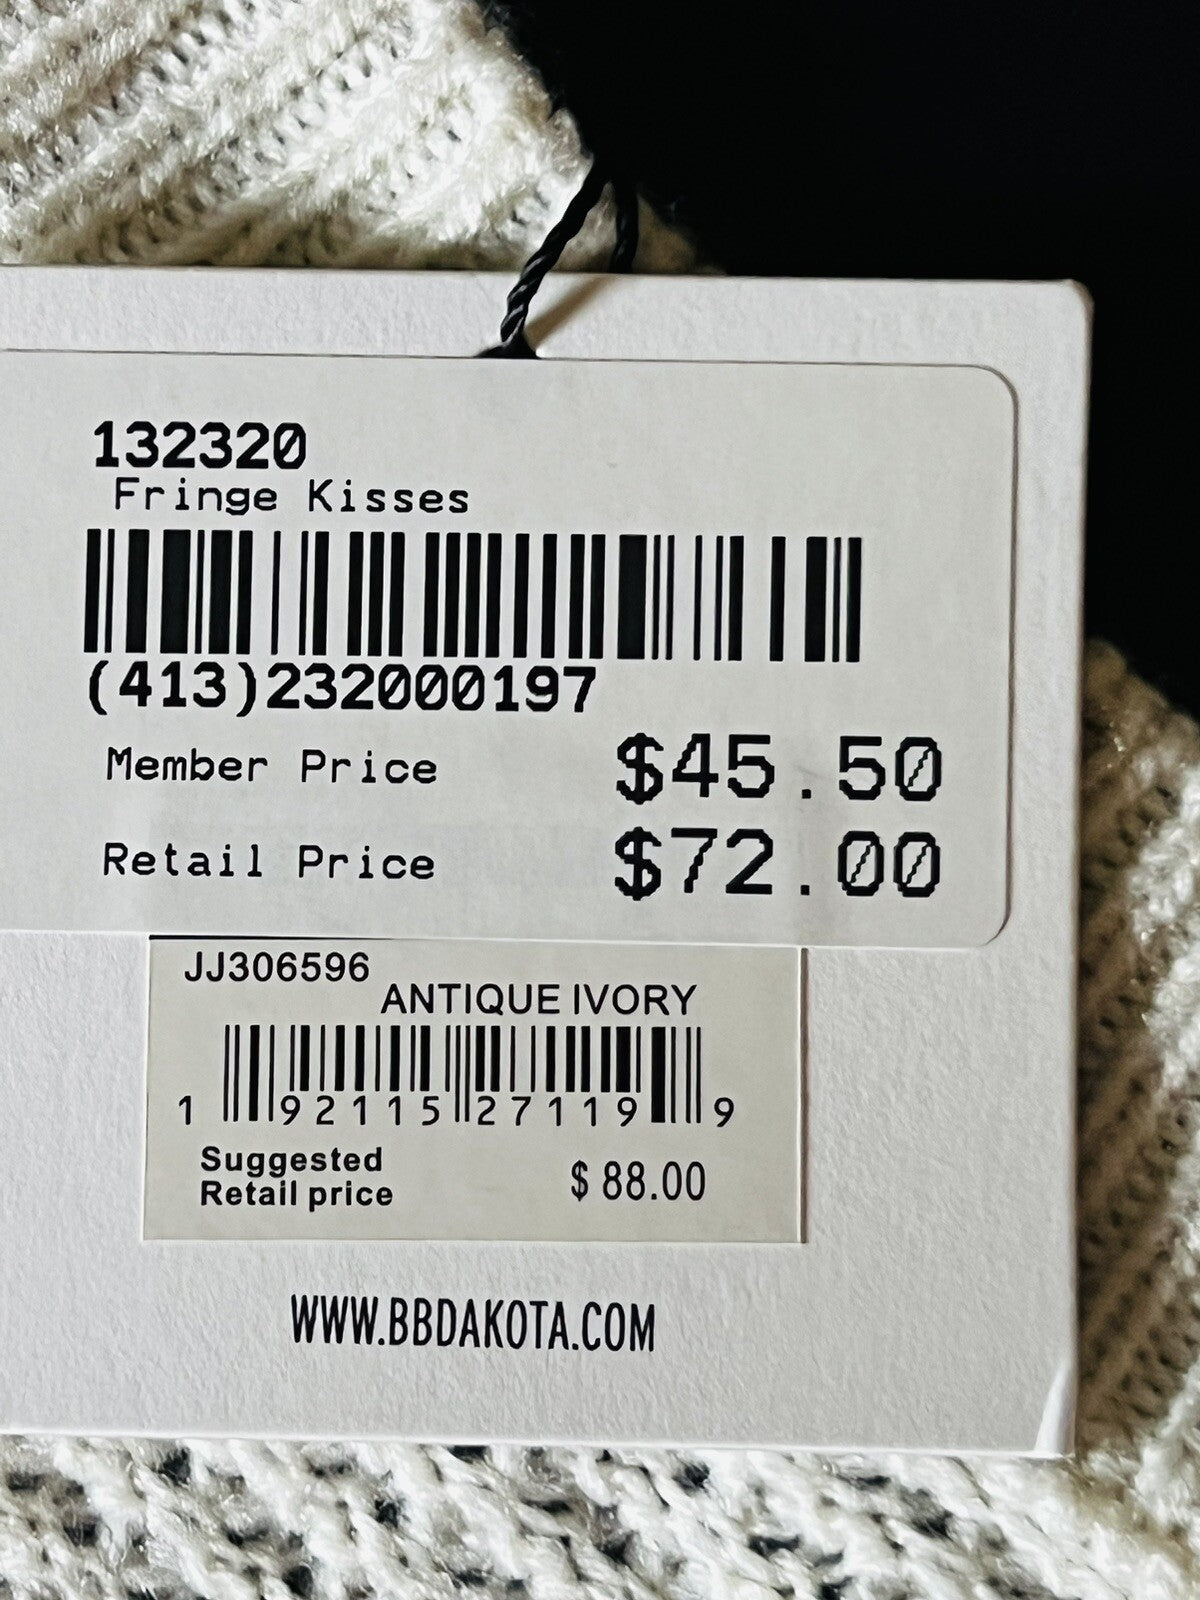 132320
Fringe Kisses
(413)232000197
Member Price $45.50
Retail Price $72.00
JJ306596
ANTIQUE IVORY
1 92115 27119 9
Suggested
Retail price $ 88.00
WWW.BBDAKOTA.COM